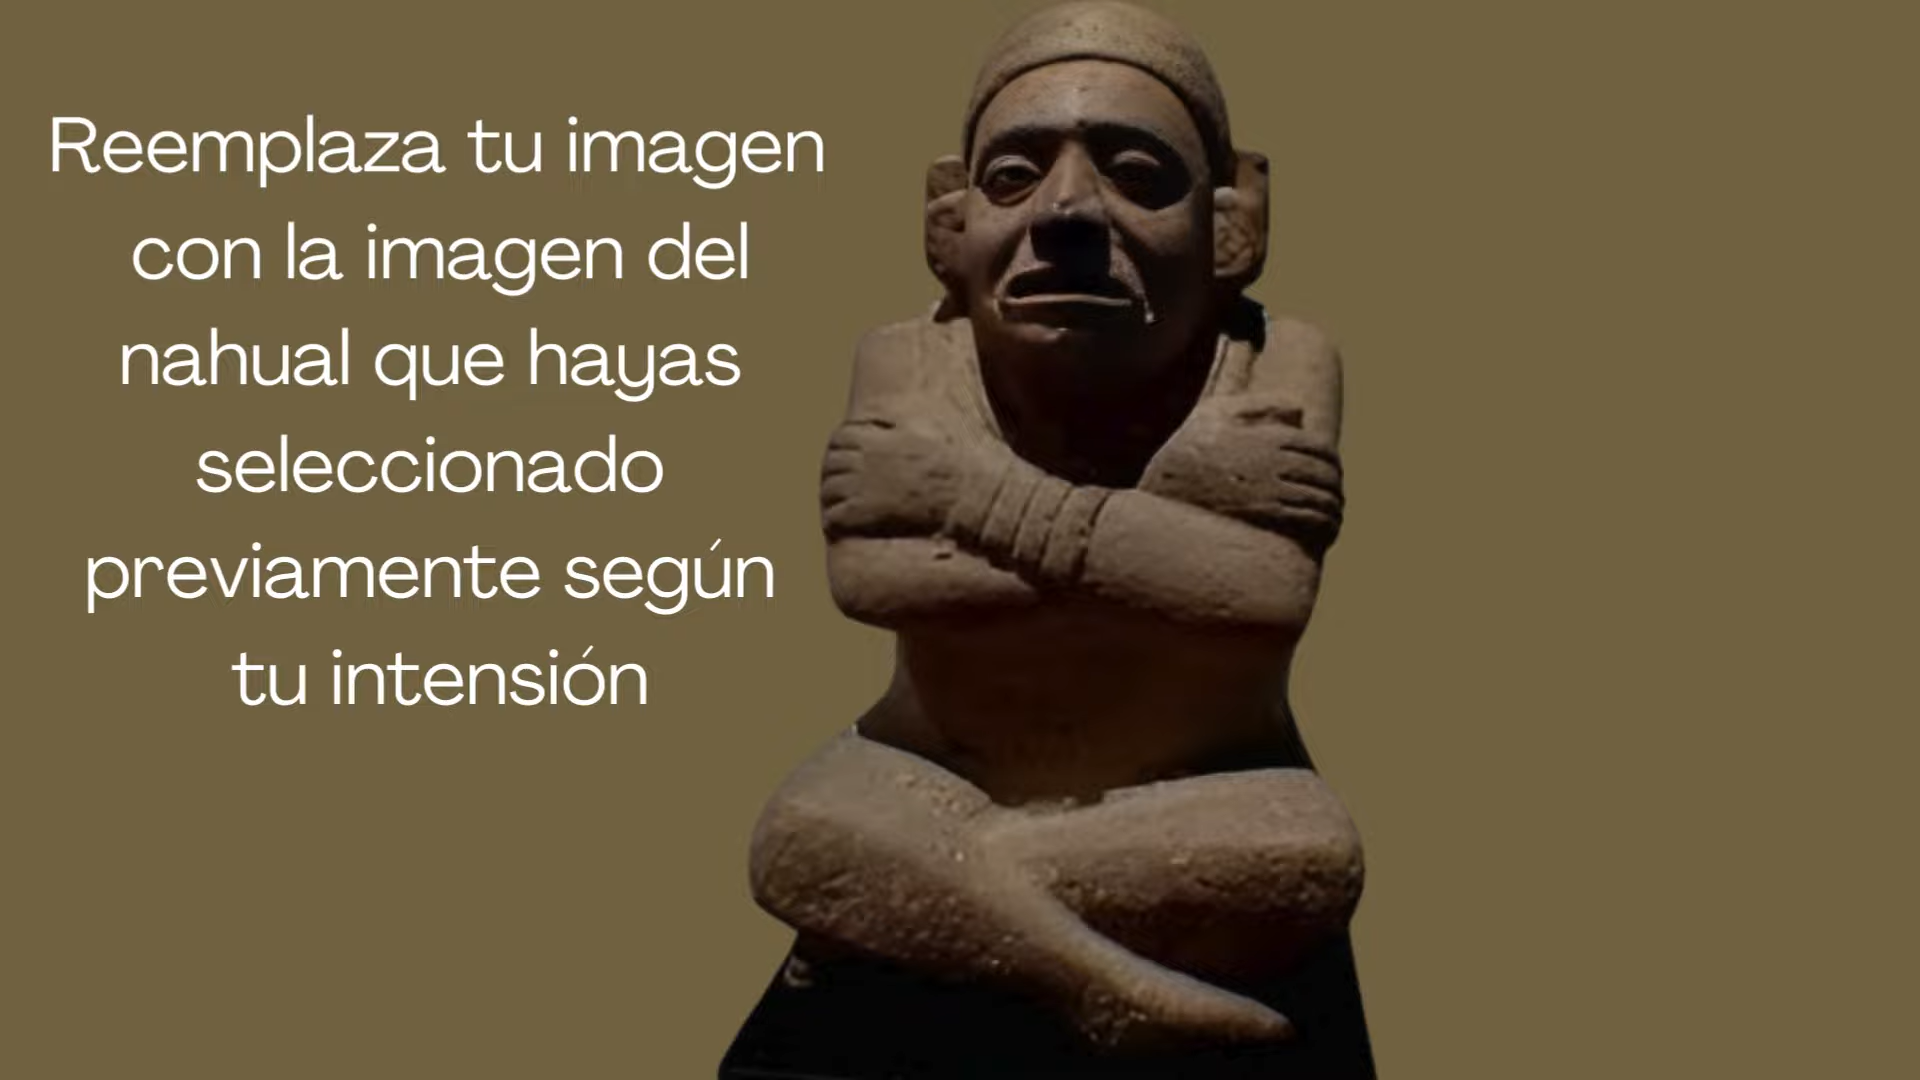 Reemplaza tu imagen
con la imagen del
nahual que hayas
seleccionado
previamente según
tu intensión